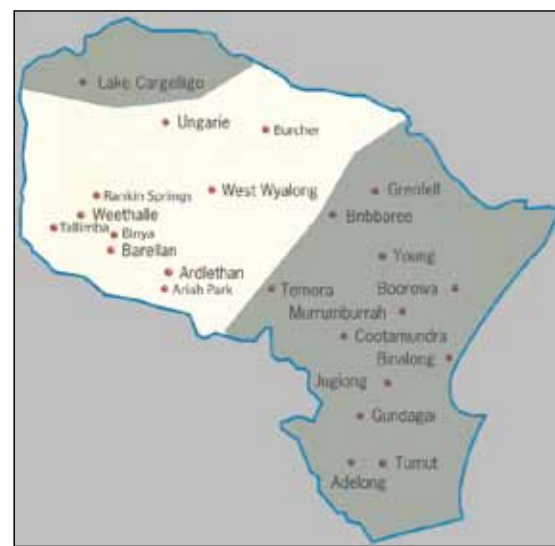 Lake Cargelligo
Ungarie
Burcher
Rankin Springs
West Wyalong
Grenfell
Weethalle
Bribbaree
Tallimba
Binya
Barellan
Young
Ardlethan
Ariah Park
Temora
Boorowa
Murrumburrah
Cootamundra
Binalong
Jugiong
Gundagai
Adelong
Tumut